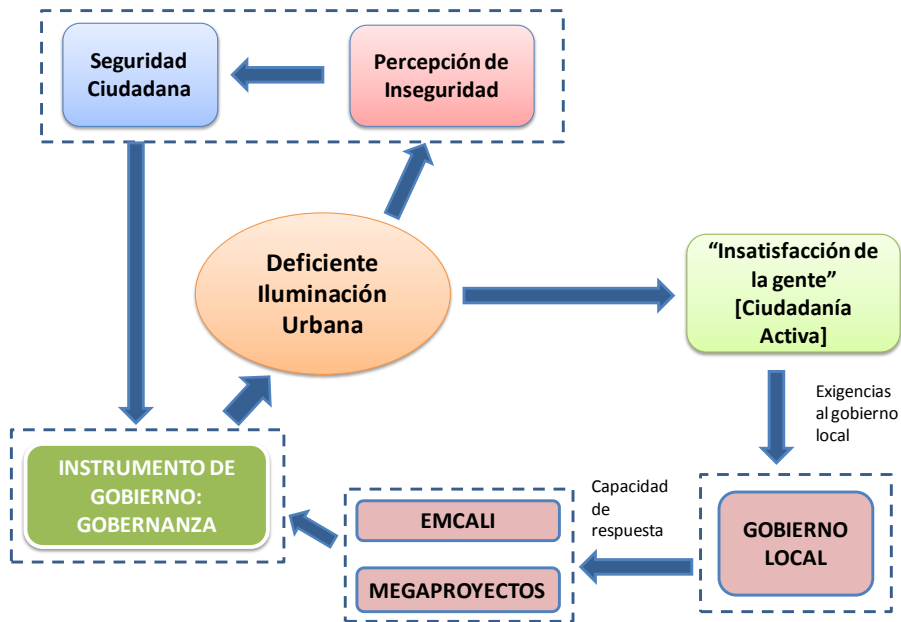 Seguridad
Ciudadana
Percepción de
Inseguridad
Deficiente
Iluminación
Urbana
“Insatisfacción de
la gente”
[Ciudadanía
Activa]
Exigencias
al gobierno
local
INSTRUMENTO DE
GOBIERNO:
GOBERNANZA
EMCALI
MEGAPROYECTOS
Capacidad
de
respuesta
GOBIERNO
LOCAL